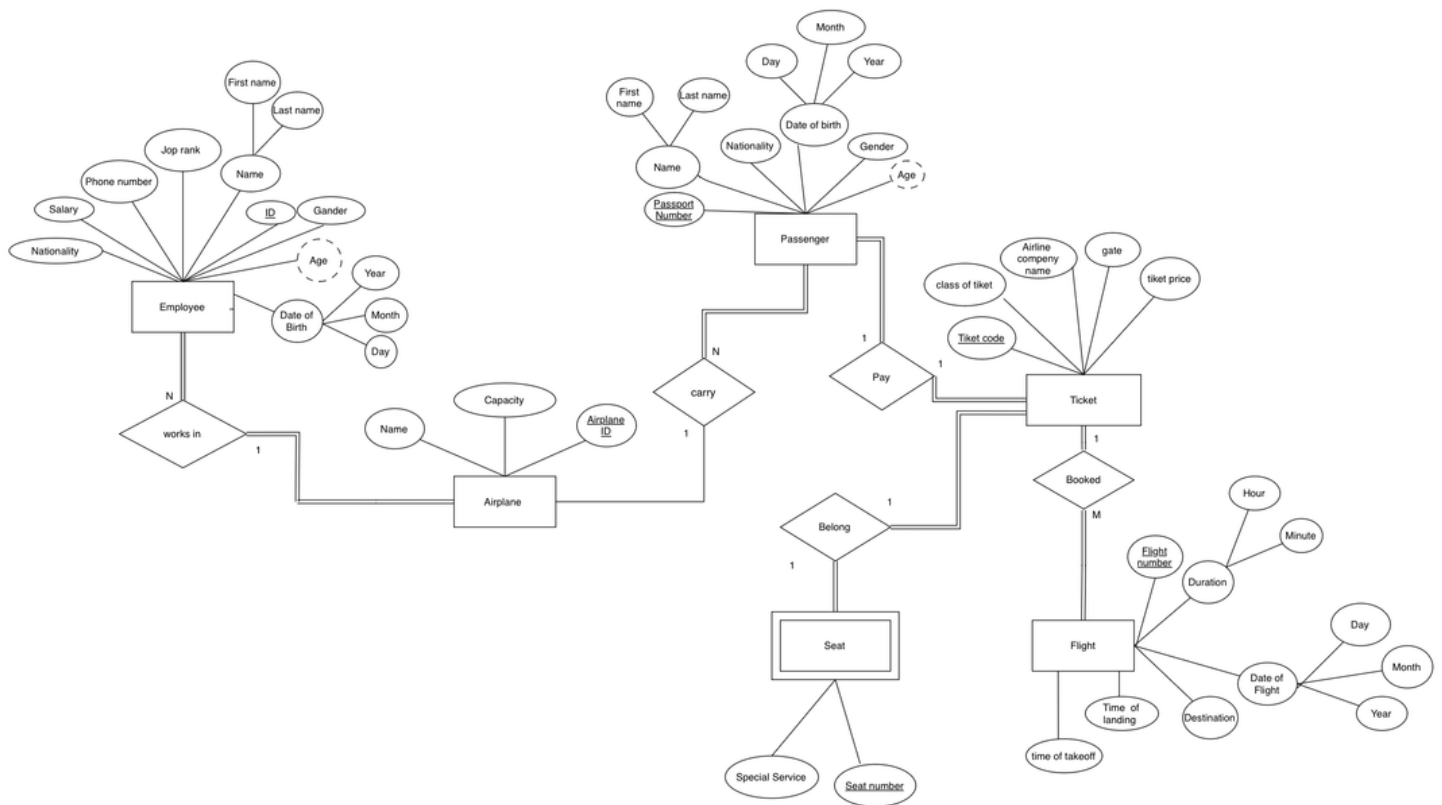 Month
Day
Year
First name
Last name
First
name
Last name
Date of birth
Jop rank
Name
Phone number
Nationality
Gender
Name
Age
Salary
ID
Gander
Passport
Number
Nationality
Age
Passenger
Year
Employee
Date of
Birth
Month
Day
Airline
compeny
name
gate
class of tiket
tiket price
Tiket code
1
1
N
Pay
carry
Ticket
N
works in
1
1
Name
Capacity
Airplane
ID
Airplane
1
Booked
M
1
Belong
1
Hour
Minute
Flight
number
Duration
Seat
Flight
Day
Month
Date of
Flight
Year
Time of
landing
Destination
time of takeoff
Special Service
Seat number